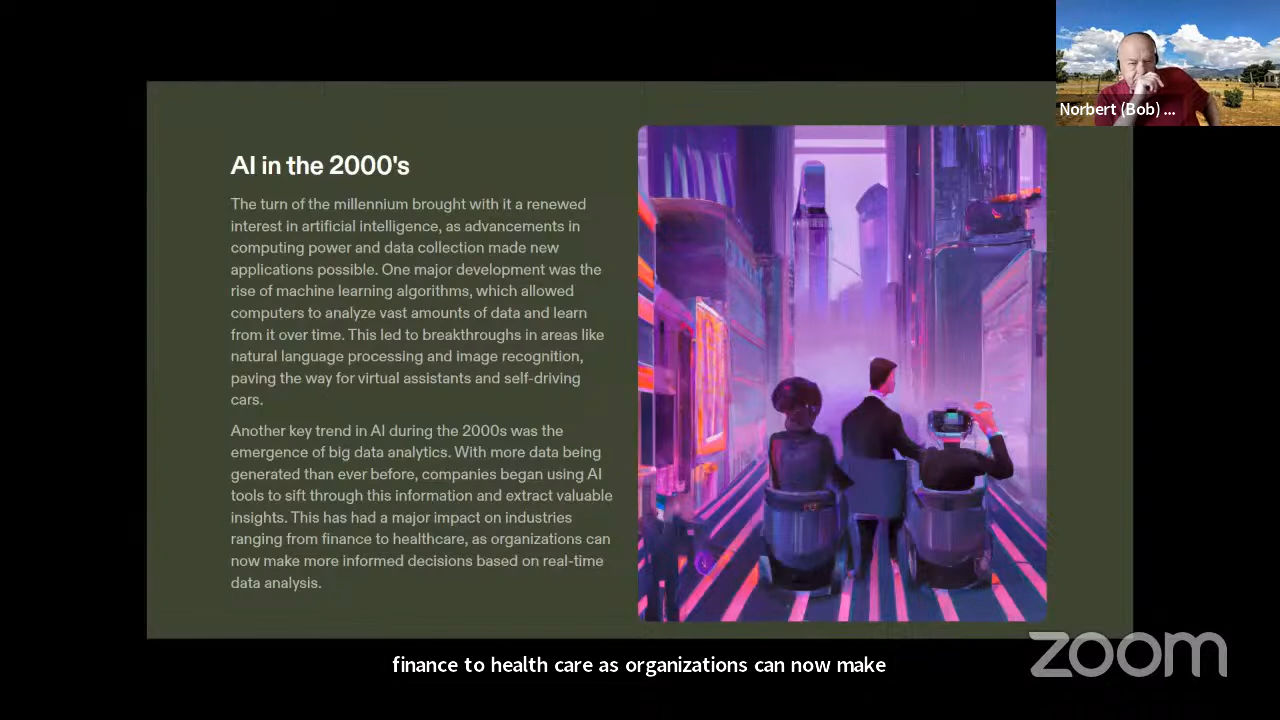 Norbert (Bob) ...
AI in the 2000's
The turn of the millennium brought with it a renewed
interest in artificial intelligence, as advancements in
computing power and data collection made new
applications possible. One major development was the
rise of machine learning algorithms, which allowed
computers to analyze vast amounts of data and learn
from it over time. This led to breakthroughs in areas like
natural language processing and image recognition,
paving the way for virtual assistants and self-driving
cars.
Another key trend in AI during the 2000s was the
emergence of big data analytics. With more data being
generated than ever before, companies began using AI
tools to sift through this information and extract valuable
insights. This has had a major impact on industries
ranging from finance to healthcare, as organizations can
now make more informed decisions based on real-time
data analysis.
finance to health care as organizations can now make
zoom